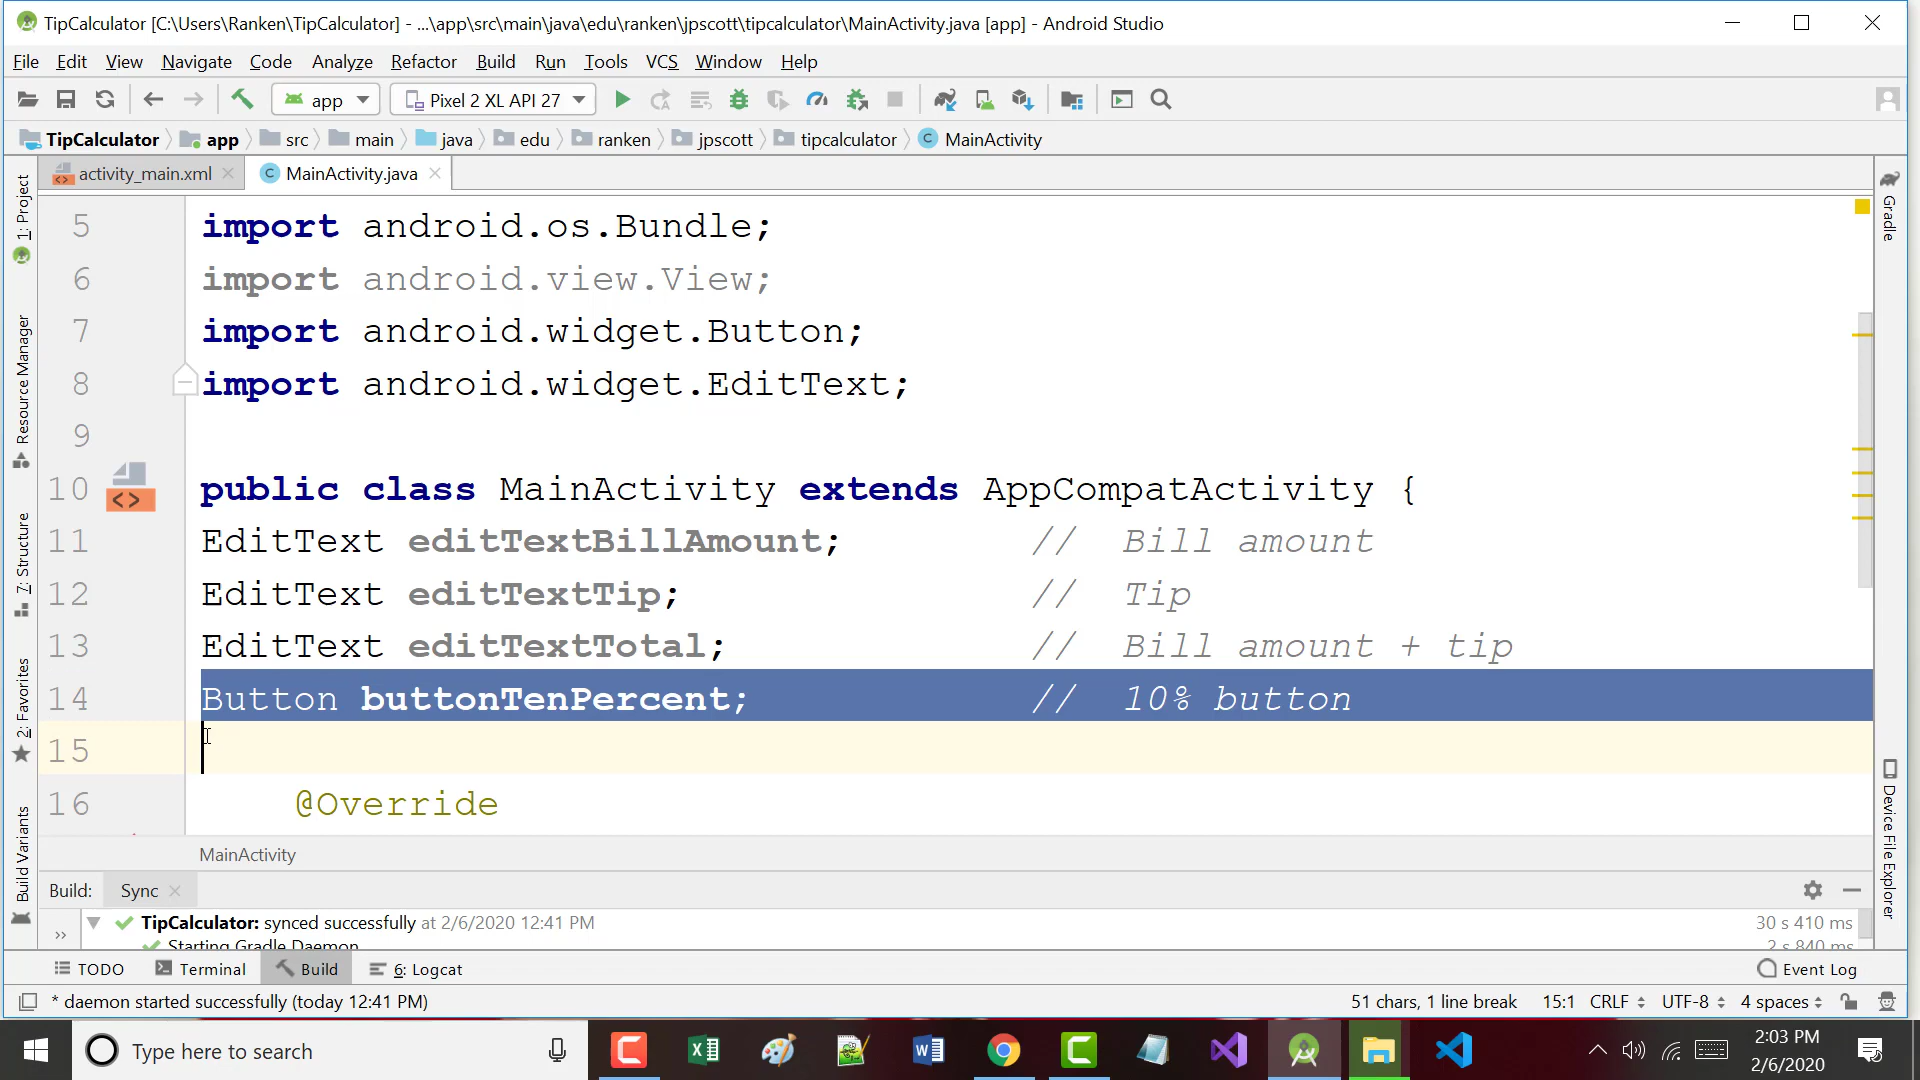 TipCalculator [C:\Users\Ranken\TipCalculator] - ...\app\src\main\java\edu\ranken\jpscott\tipcalculator\MainActivity.java [app] - Android Studio
File Edit View Navigate Code Analyze Refactor Build Run Tools VCS Window Help
app Pixel 2 XL API 27
TipCalculator app src main java edu ranken jpscott tipcalculator MainActivity
activity_main.xml MainActivity.java
1: Project
Resource Manager
7: Structure
2: Favorites
Build Variants
5 import android.os.Bundle;
6 import android.view.View;
7 import android.widget.Button;
8 import android.widget.EditText;
9
10 public class MainActivity extends AppCompatActivity {
11 EditText editTextBillAmount; // Bill amount
12 EditText editTextTip; // Tip
13 EditText editTextTotal; // Bill amount + tip
14 Button buttonTenPercent; // 10% button
15
16 @Override
Gradle
Device File Explorer
MainActivity
Build: Sync
TipCalculator: synced successfully at 2/6/2020 12:41 PM 30 s 410 ms
Starting Gradle Daemon 2 s 840 ms
TODO Terminal Build 6: Logcat Event Log
* daemon started successfully (today 12:41 PM) 51 chars, 1 line break 15:1 CRLF UTF-8 4 spaces
Type here to search
2:03 PM
2/6/2020